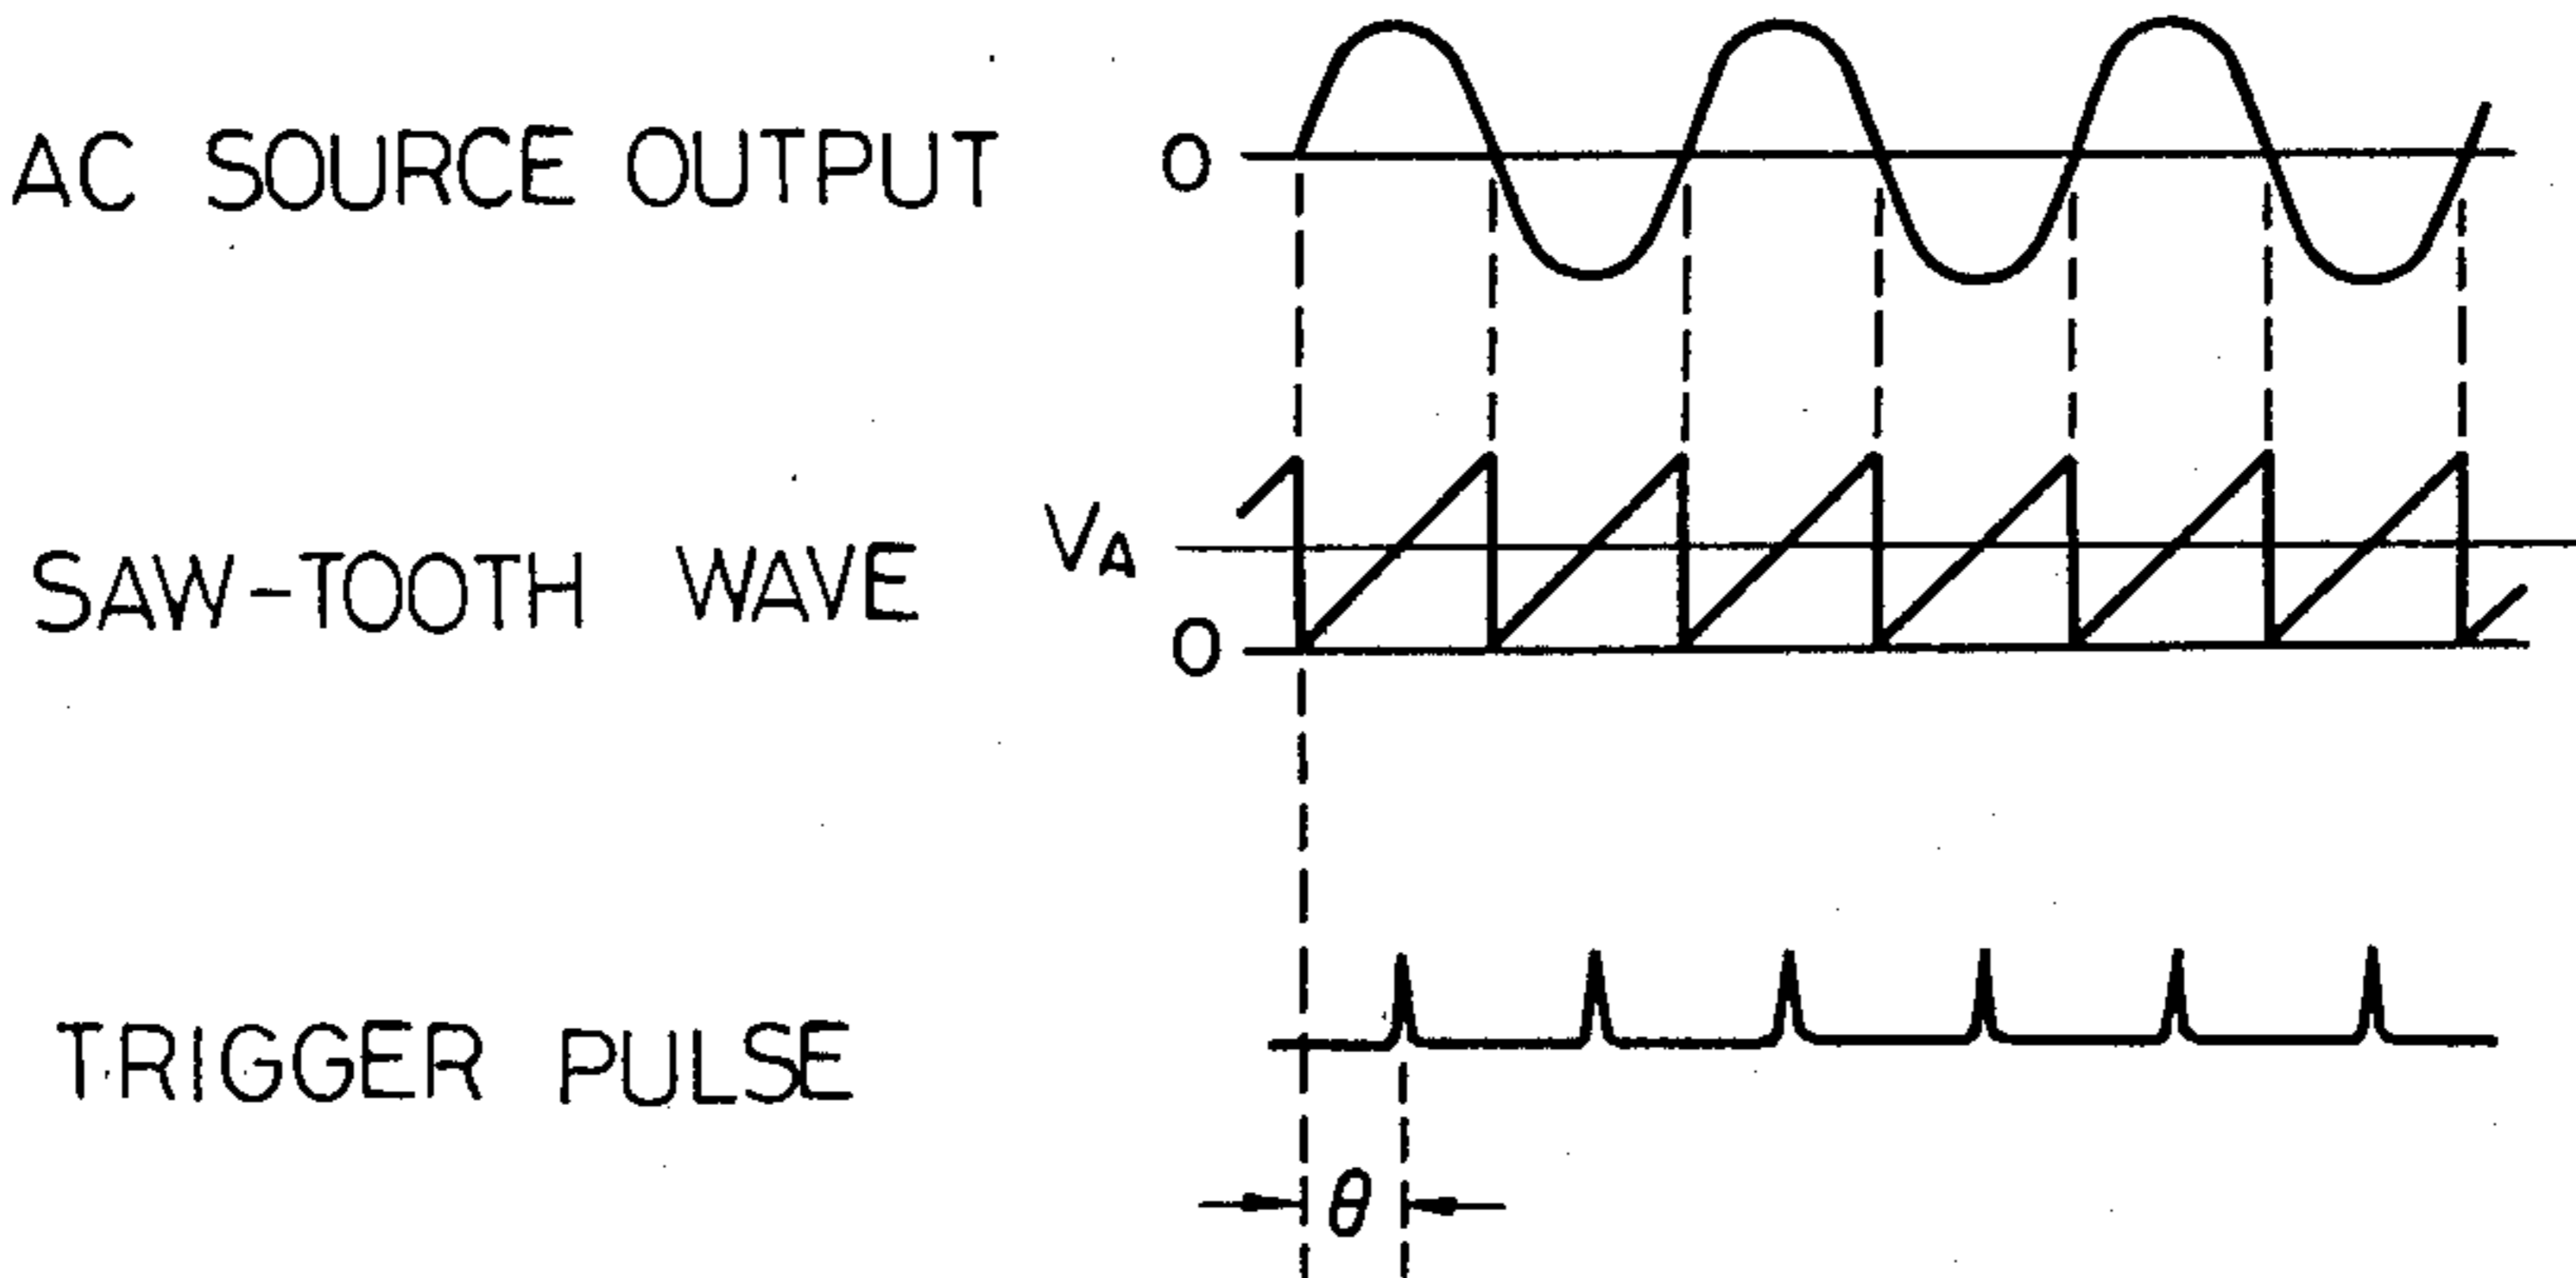 AC SOURCE OUTPUT 0
SAW-TOOTH WAVE VA
0
TRIGGER PULSE
θ